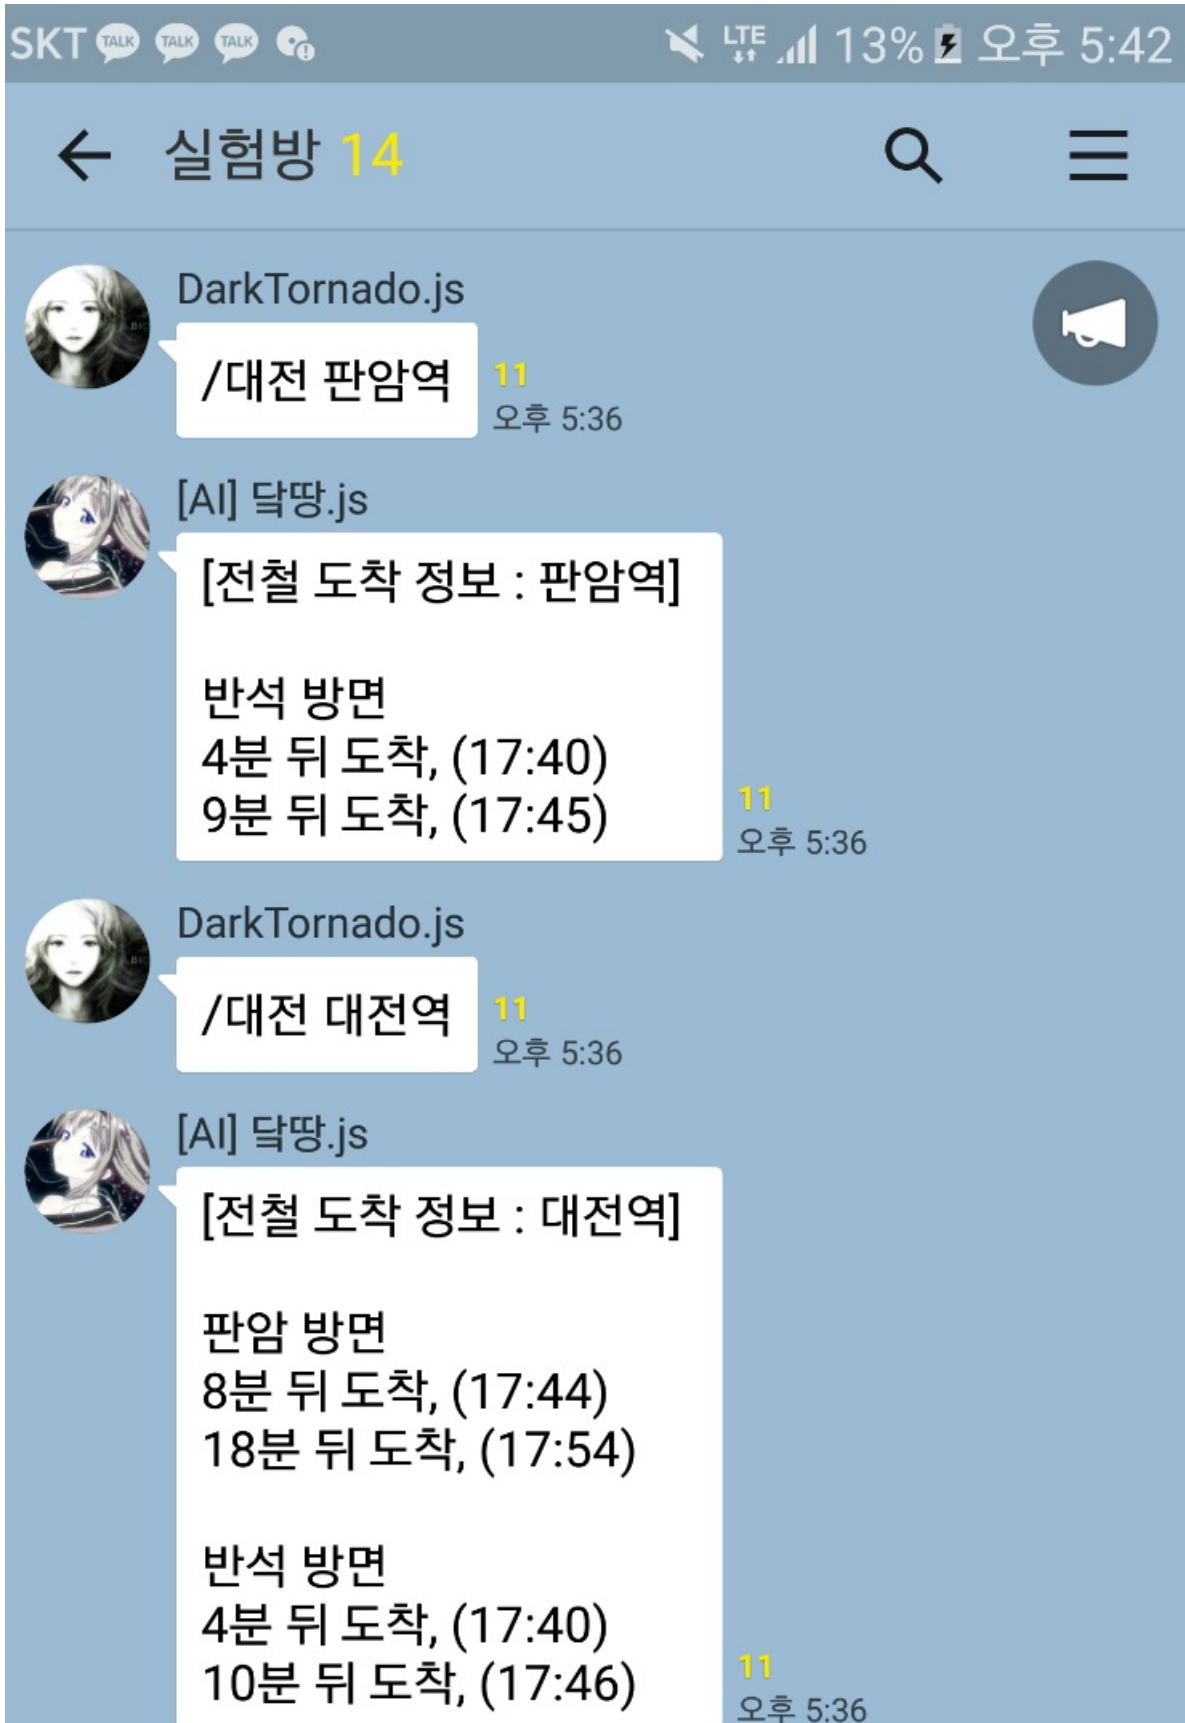 SKT TALK TALK TALK LTE 13% 오후 5:42
실험방 14
DarkTornado.js
/대전 판암역
11
오후 5:36
[AI] 닼땅.js
[전철 도착 정보 : 판암역]
반석 방면
4분 뒤 도착, (17:40)
9분 뒤 도착, (17:45)
11
오후 5:36
DarkTornado.js
/대전 대전역
11
오후 5:36
[AI] 닼땅.js
[전철 도착 정보 : 대전역]
판암 방면
8분 뒤 도착, (17:44)
18분 뒤 도착, (17:54)
반석 방면
4분 뒤 도착, (17:40)
10분 뒤 도착, (17:46)
11
오후 5:36